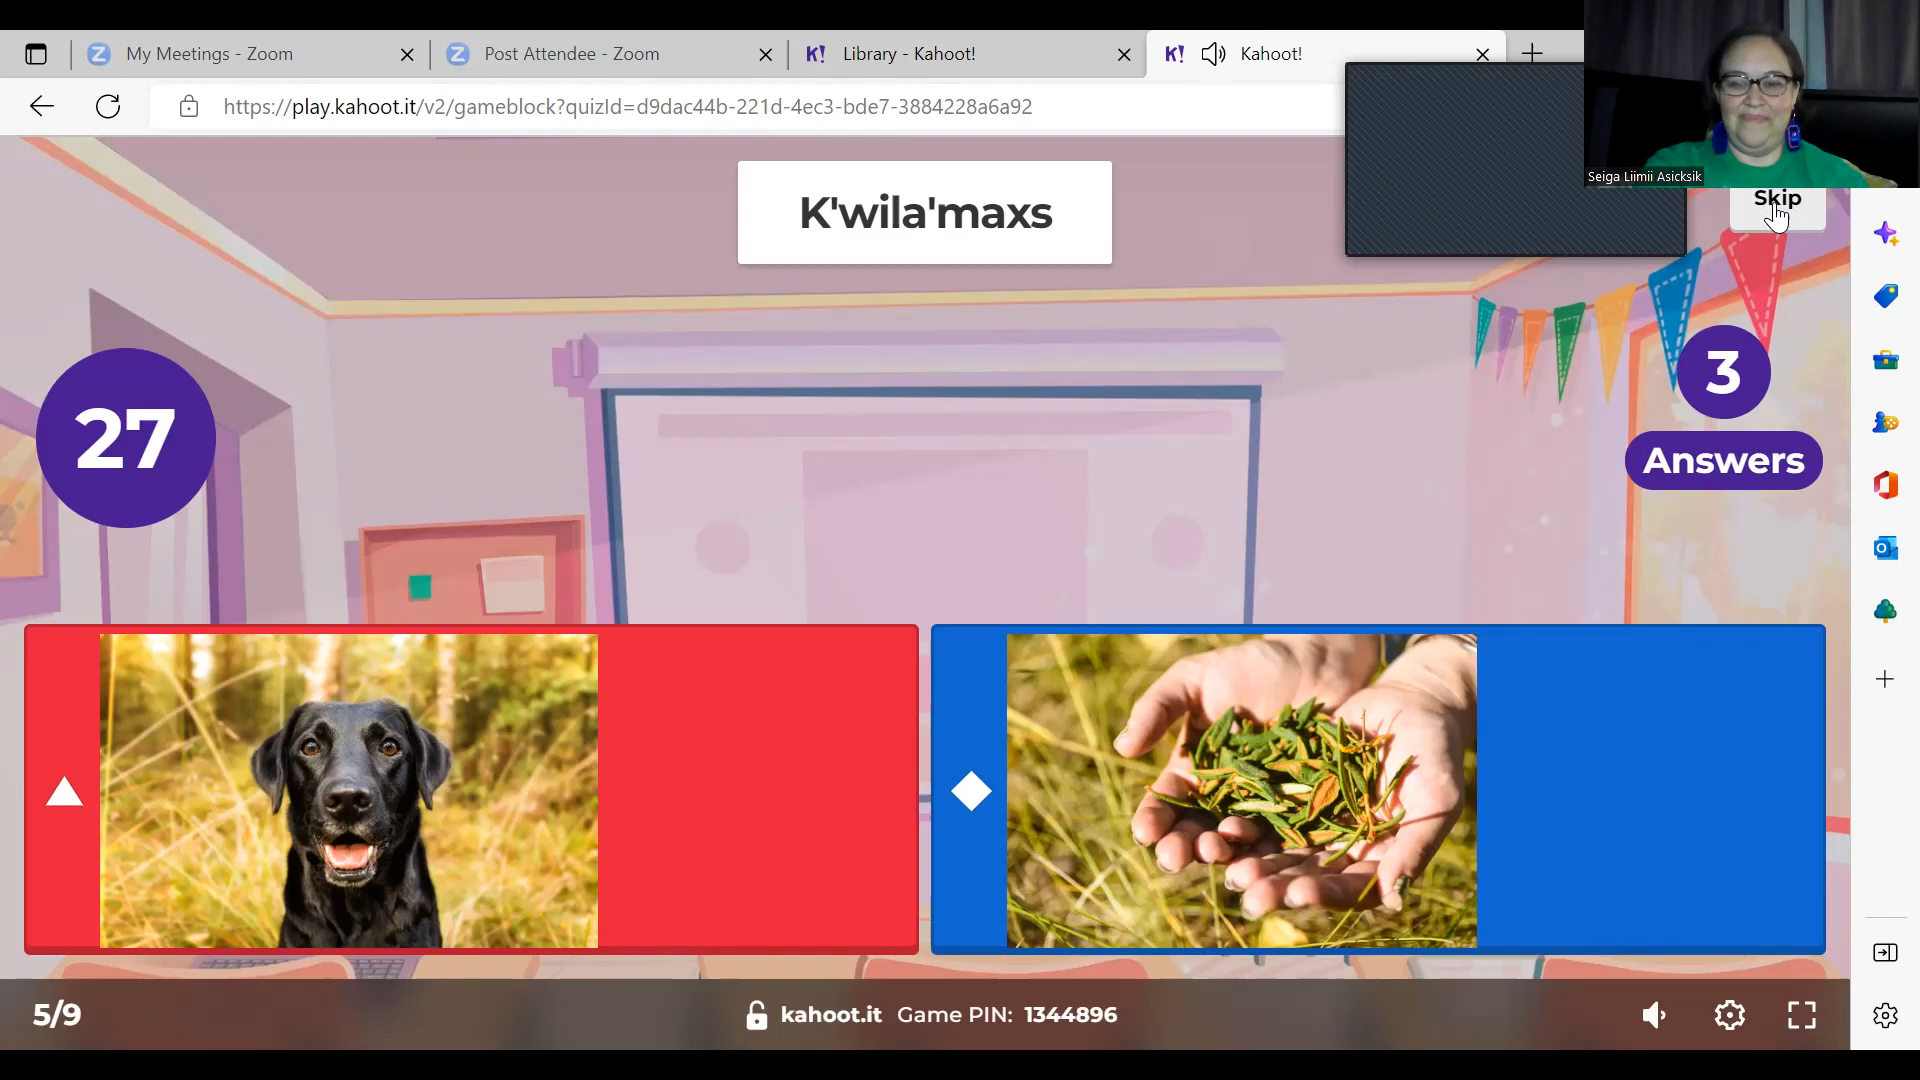 My Meetings - Zoom
Post Attendee - Zoom
K! Library - Kahoot!
K! Kahoot!
https://play.kahoot.it/v2/gameblock?quizId=d9dac44b-221d-4ec3-bde7-3884228a6a92
Seiga Liimii Asicksik
Skip
K'wila'maxs
27
3
Answers
5/9
kahoot.it Game PIN: 1344896